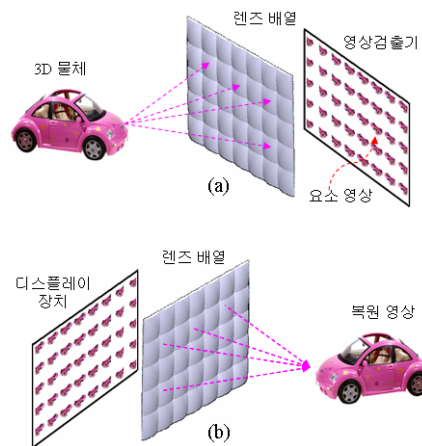 렌즈 배열
영상검출기
3D 물체
(a)
요소 영상
렌즈 배열
디스플레이
장치
복원 영상
(b)